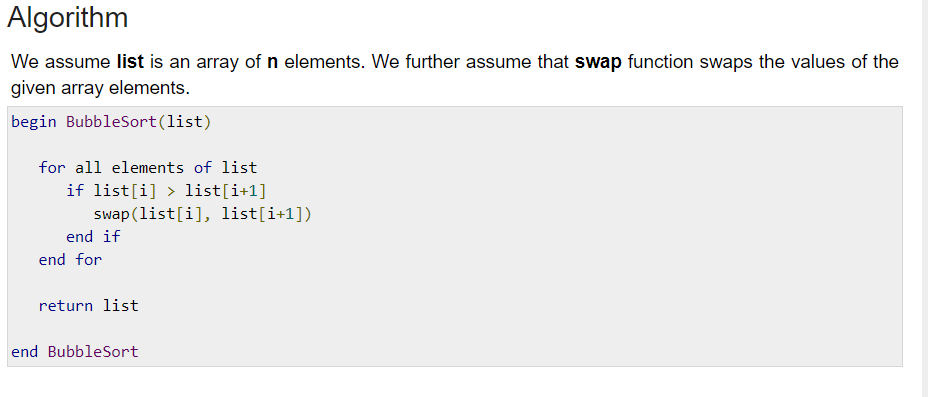 Algorithm
We assume list is an array of n elements. We further assume that swap function swaps the values of the
given array elements.
begin BubbleSort(list)
for all elements of list
if list[i] > list[i+1]
swap(list[i], list[i+1])
end if
end for
return list
end BubbleSort